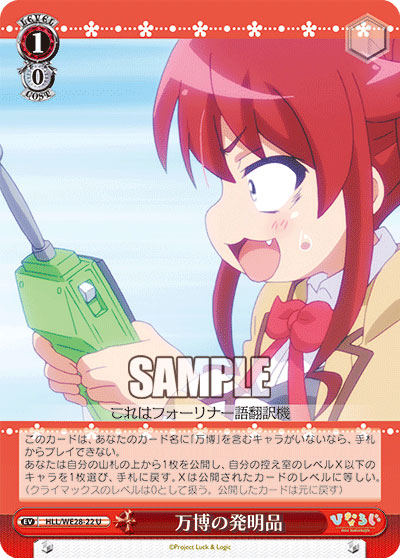 LEVEL
1
0
COST
SAMPLE
これはフォーリナー語翻訳機
このカードは、あなたのカード名に「万博」を含むキャラがいないなら、手札
からプレイできない。
あなたは自分の山札の上から1枚を公開し、自分の控え室のレベルX以下の
キャラを1枚選び、手札に戻す。Xは公開されたカードのレベルに等しい。
（クライマックスのレベルは0として扱う。公開したカードは元に戻す）
EV HLL/WE28-22 U
万博の発明品
ひなろじ
©Project Luck & Logic